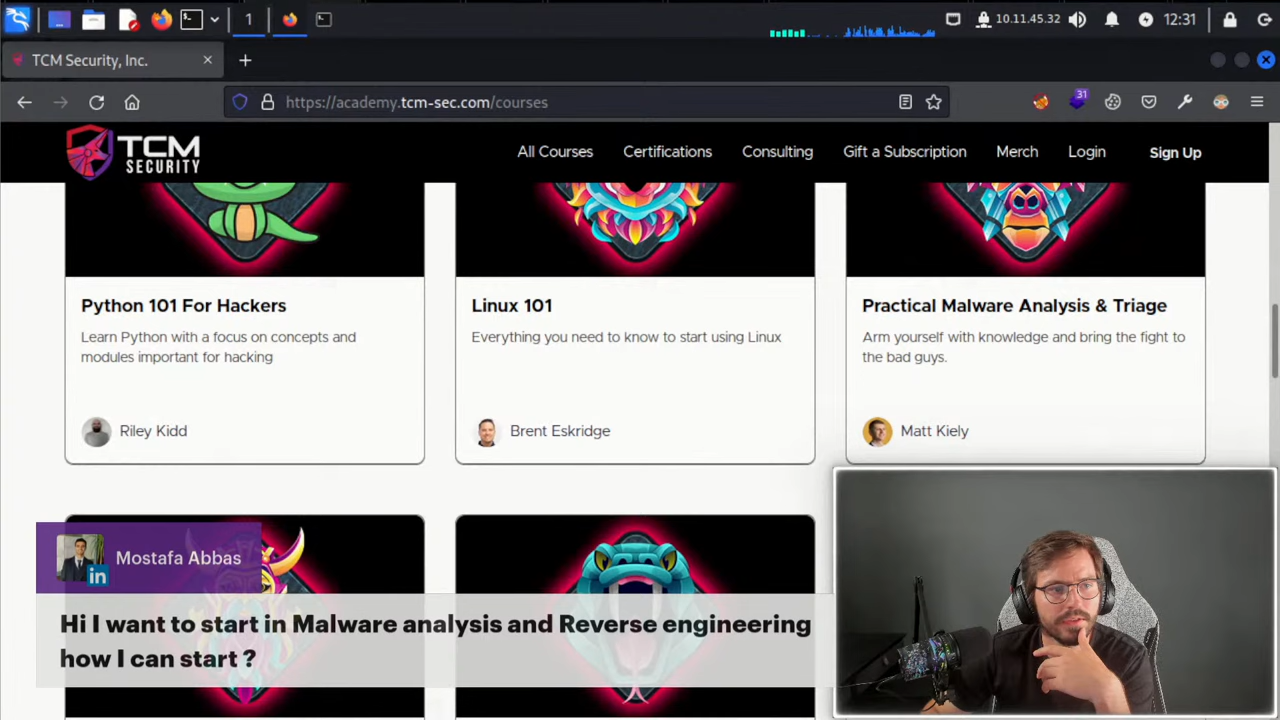 1
10.11.45.32
12:31
TCM Security, Inc.
https://academy.tcm-sec.com/courses
31
TCM
SECURITY
All Courses
Certifications
Consulting
Gift a Subscription
Merch
Login
Sign Up
Python 101 For Hackers
Learn Python with a focus on concepts and
modules important for hacking
Riley Kidd
Linux 101
Everything you need to know to start using Linux
Brent Eskridge
Practical Malware Analysis & Triage
Arm yourself with knowledge and bring the fight to
the bad guys.
Matt Kiely
in
Mostafa Abbas
Hi I want to start in Malware analysis and Reverse engineering
how I can start ?